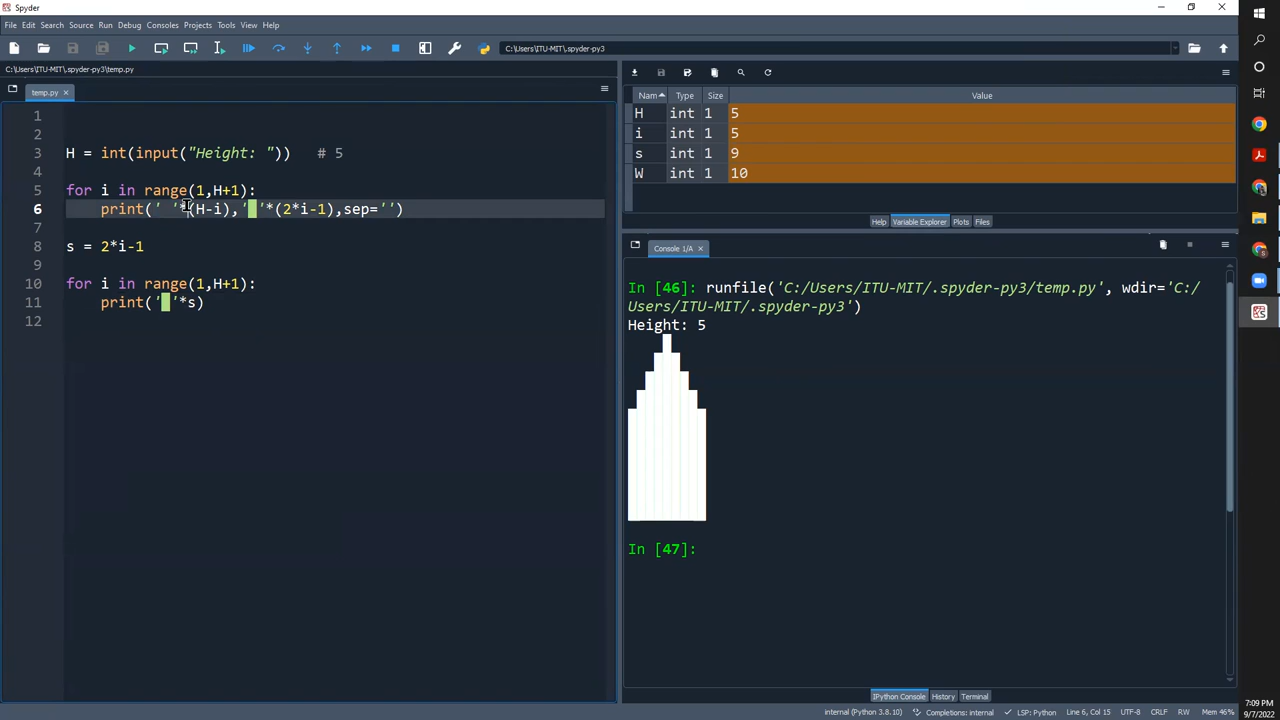 Spyder
File Edit Search Source Run Debug Consoles Projects Tools View Help
C:\Users\ITU-MIT\.spyder-py3
C:\Users\ITU-MIT\.spyder-py3\temp.py
temp.py
1
2
3 H = int(input("Height: ")) # 5
4
5 for i in range(1,H+1):
6 print(' '*(H-i),'█'*(2*i-1),sep='')
7
8 s = 2*i-1
9
10 for i in range(1,H+1):
11 print('█'*s)
12
Nam Type Size Value
H int 1 5
i int 1 5
s int 1 9
W int 1 10
Help Variable Explorer Plots Files
Console 1/A
In [46]: runfile('C:/Users/ITU-MIT/.spyder-py3/temp.py', wdir='C:/
Users/ITU-MIT/.spyder-py3')
Height: 5
In [47]:
IPython Console History Terminal
internal (Python 3.8.10) Completions: internal LSP: Python Line 6, Col 15 UTF-8 CRLF RW Mem 46%
7:09 PM
9/7/2022